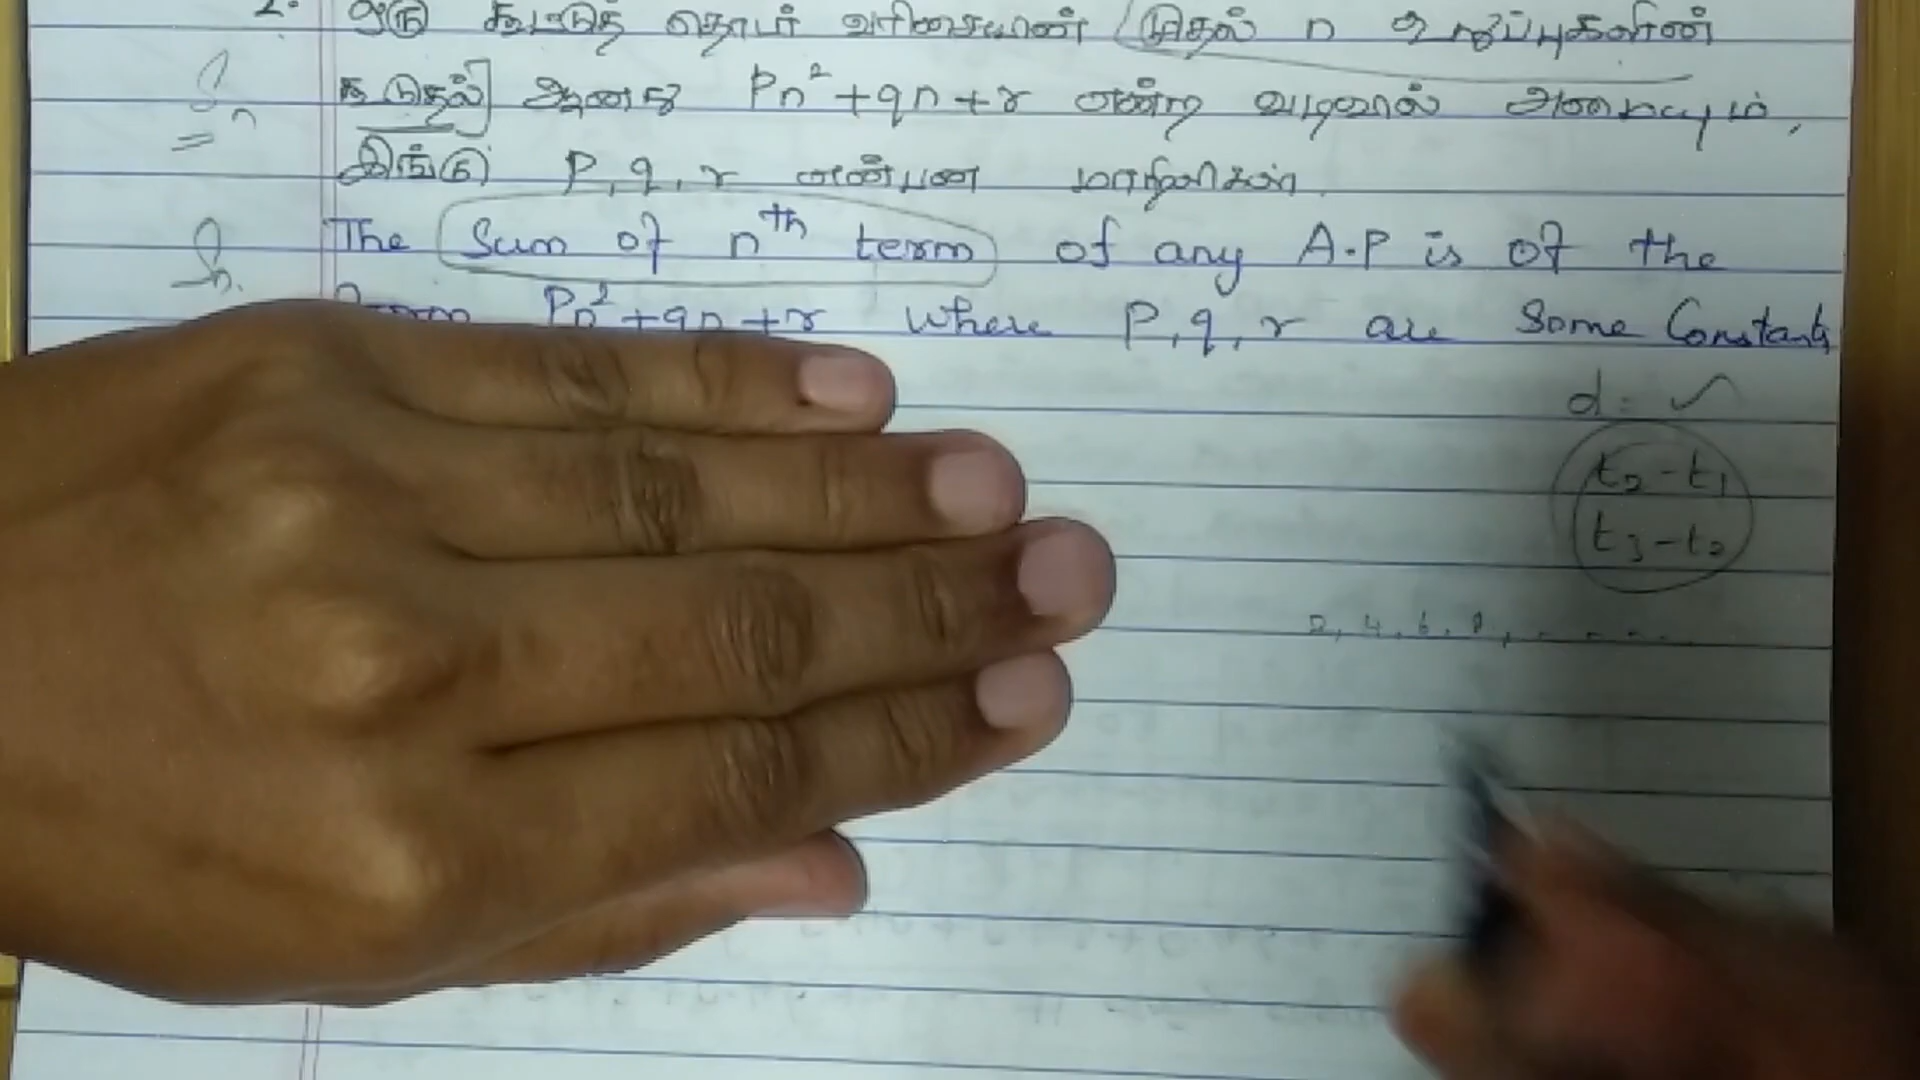 2. ஒரு கூட்டுத் தொடர் வரிசையின் முதல் n உறுப்புகளின்
கூடுதல் ஆனது Pn²+qn+r என்ற வடிவில் அமையும்,
Sn
இங்கு P, q, r என்பன மாறிலிகள்.
The Sum of nth term of any A.P is of the
Sn.
Pn²+qn+r where P, q, r are Some Constants
d =
t2-t1
t3-t2
2, 4, 6, 8, - - - - -